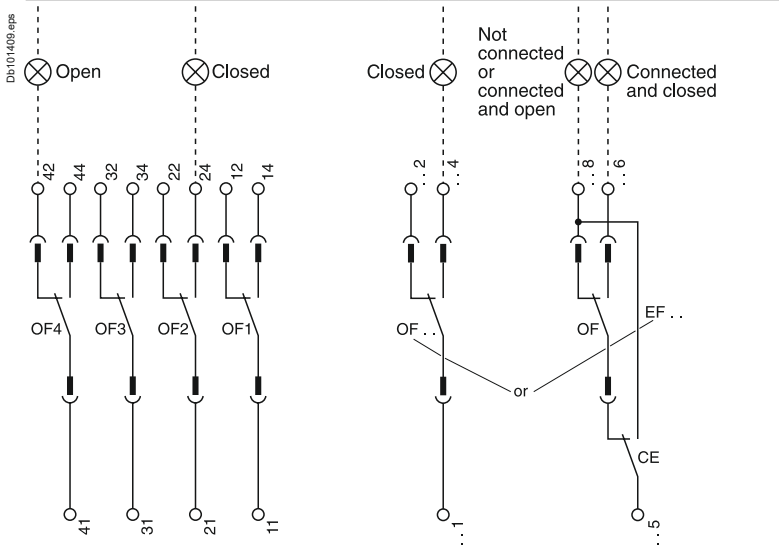 Db101409.eps
Open
Closed
Closed
Not
connected
or
connected
and open
Connected
and closed
42
44
32
34
22
24
12
14
. . 2
. . 4
. . 8
. . 6
OF4
OF3
OF2
OF1
OF . .
OF
EF . .
or
CE
41
31
21
11
. . 1
. . 5